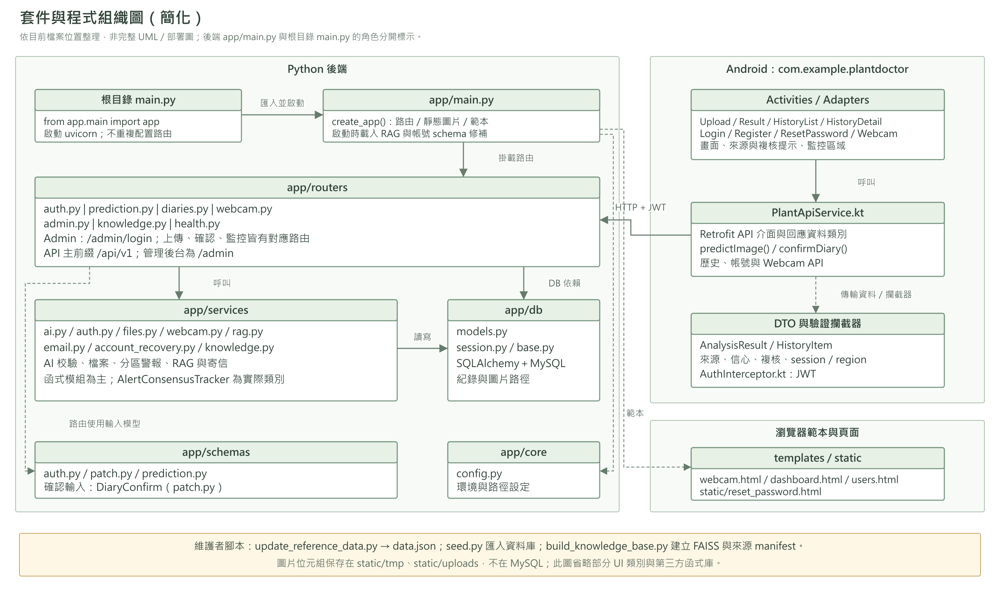 套件與程式組織圖（簡化）
依目前檔案位置整理，非完整 UML / 部署圖；後端 app/main.py 與根目錄 main.py 的角色分開標示。
Python 後端
根目錄 main.py
from app.main import app
啟動 uvicorn；不重複配置路由
匯入並啟動
app/main.py
create_app()：路由 / 靜態圖片 / 範本
啟動時載入 RAG 與帳號 schema 修補
掛載路由
app/routers
auth.py | prediction.py | diaries.py | webcam.py
admin.py | knowledge.py | health.py
Admin：/admin/login；上傳、確認、監控皆有對應路由
API 主前綴 /api/v1；管理後台為 /admin
呼叫
DB 依賴
app/services
ai.py / auth.py / files.py / webcam.py / rag.py
email.py / account_recovery.py / knowledge.py
AI 校驗、檔案、分區警報、RAG 與寄信
函式模組為主；AlertConsensusTracker 為實際類別
讀寫
app/db
models.py
session.py / base.py
SQLAlchemy + MySQL
紀錄與圖片路徑
路由使用輸入模型
app/schemas
auth.py / patch.py / prediction.py
確認輸入：DiaryConfirm（patch.py）
app/core
config.py
環境與路徑設定
HTTP + JWT
範本
Android：com.example.plantdoctor
Activities / Adapters
Upload / Result / HistoryList / HistoryDetail
Login / Register / ResetPassword / Webcam
畫面、來源與複核提示、監控區域
呼叫
PlantApiService.kt
Retrofit API 介面與回應資料類別
predictImage() / confirmDiary()
歷史、帳號與 Webcam API
傳輸資料 / 攔截器
DTO 與驗證攔截器
AnalysisResult / HistoryItem
來源、信心、複核、session / region
AuthInterceptor.kt：JWT
瀏覽器範本與頁面
templates / static
webcam.html / dashboard.html / users.html
static/reset_password.html
維護者腳本：update_reference_data.py → data.json；seed.py 匯入資料庫；build_knowledge_base.py 建立 FAISS 與來源 manifest。
圖片位元組保存在 static/tmp、static/uploads，不在 MySQL；此圖省略部分 UI 類別與第三方函式庫。